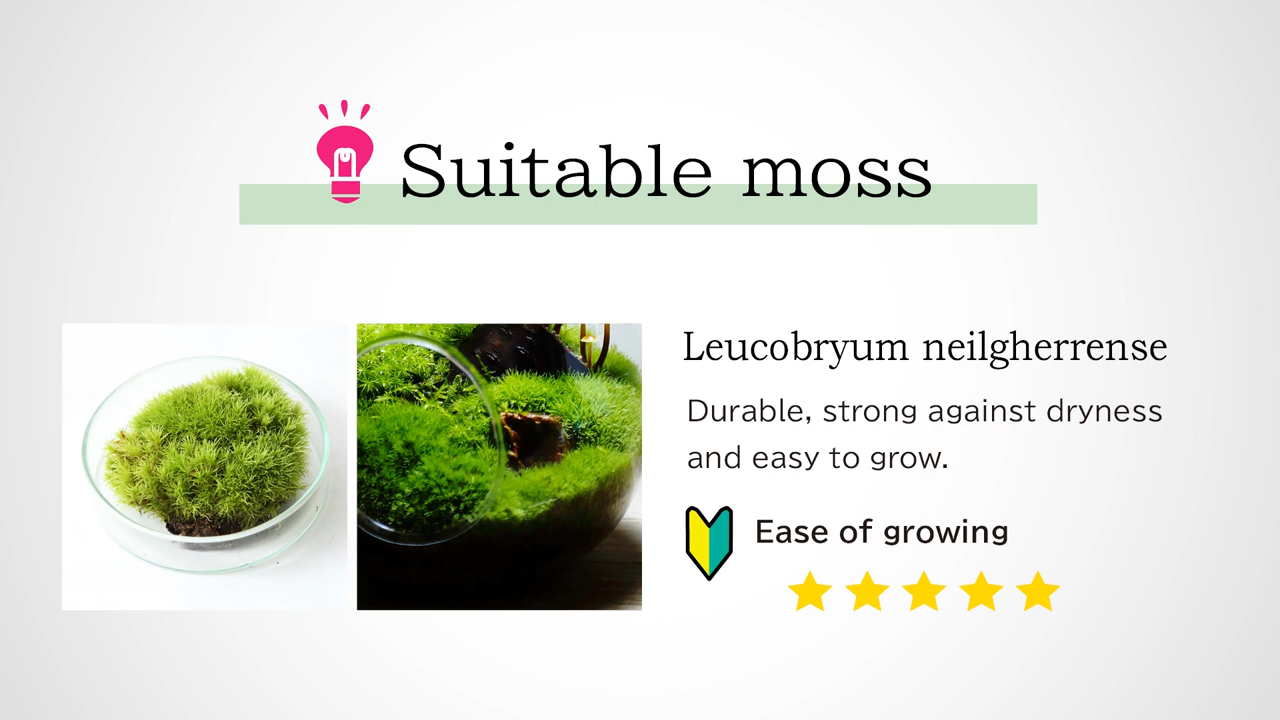 Suitable moss
Leucobryum neilgherrense
Durable, strong against dryness
and easy to grow.
Ease of growing